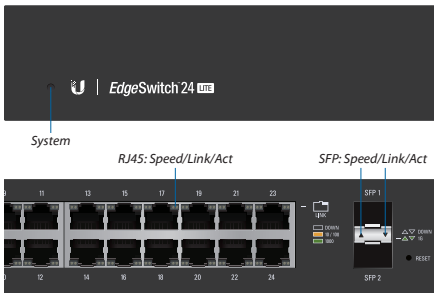 EdgeSwitch 24 LITE
System
RJ45: Speed/Link/Act
SFP: Speed/Link/Act
9 11 13 15 17 19 21 23
SFP 1
LINK
DOWN
10 / 100
1000
DOWN
1G
RESET
12 14 16 18 20 22 24
SFP 2